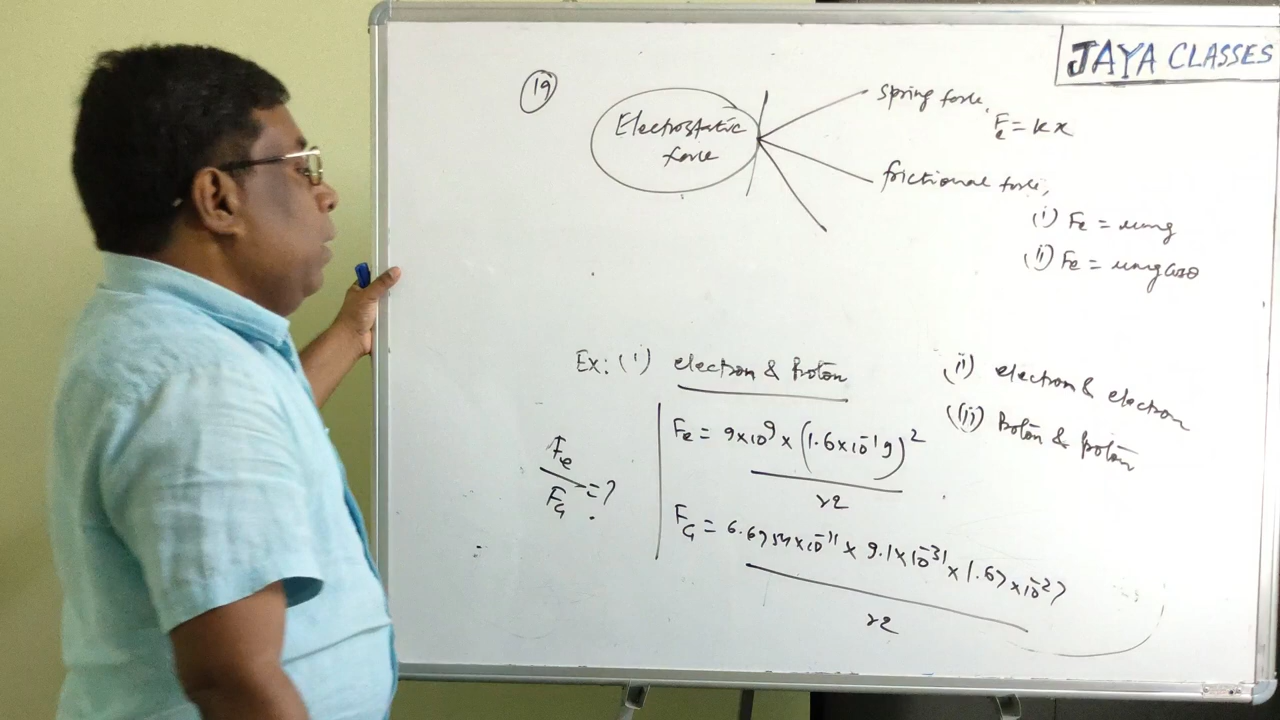 JAYA CLASSES
19
Electrostatic
force
spring force,
Fe = kx
frictional force,
(i) Fe = μmg
(ii) Fe = μmg cosθ
Ex: (i) electron & proton
ii) electron & electron
(iii) Proton & proton
Fe = 9×10⁹ × (1.6×10⁻¹⁹)²
r2
Fe
FG = ?
FG = 6.6754×10⁻¹¹ × 9.1×10⁻³¹ × 1.67×10⁻²⁷
r2